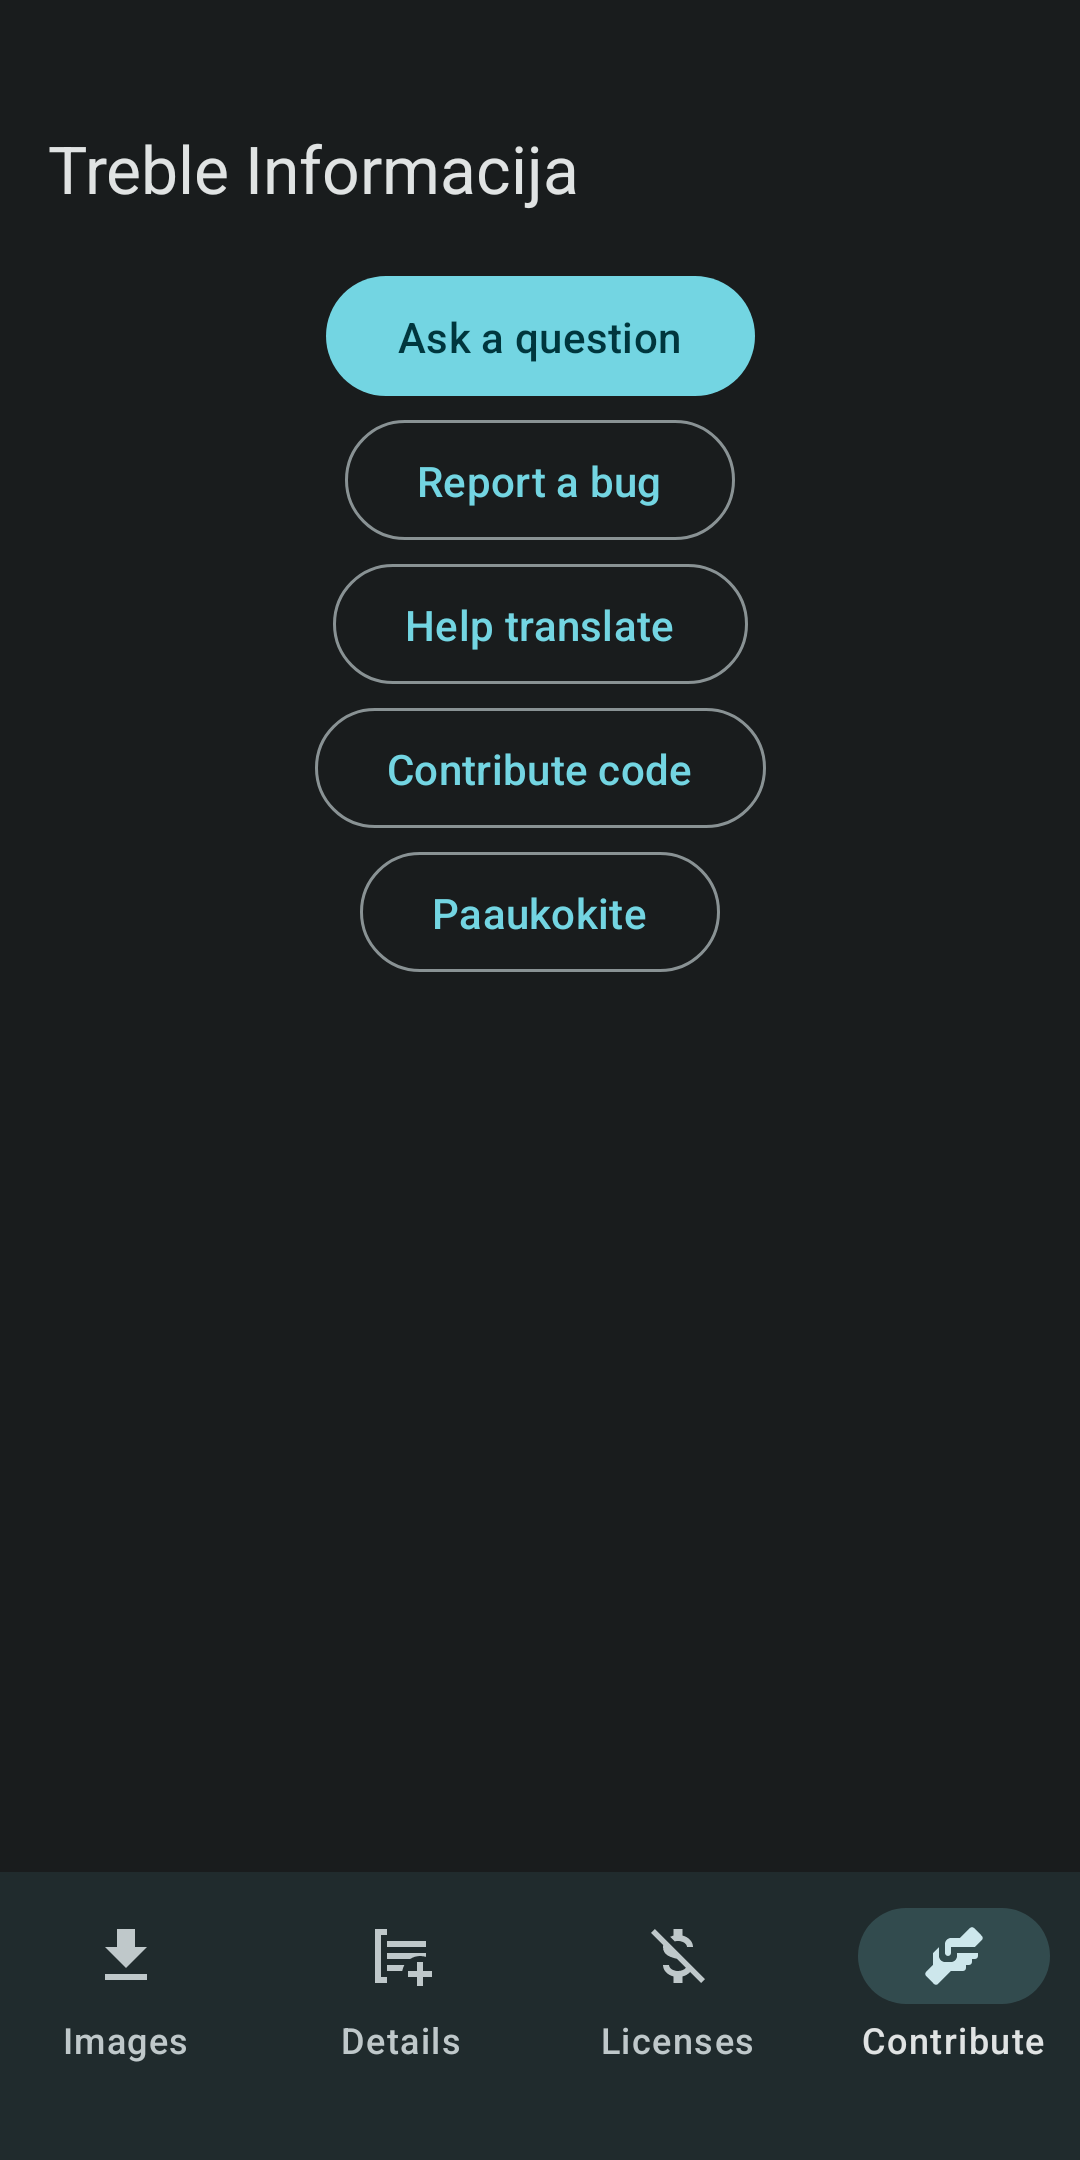 Treble Informacija
Ask a question
Report a bug
Help translate
Contribute code
Paaukokite
Images
Details
Licenses
Contribute